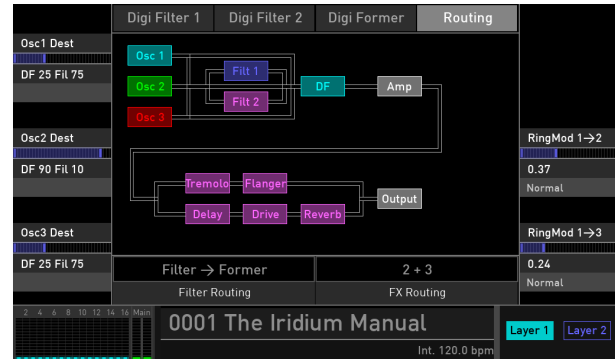 Digi Filter 1 Digi Filter 2 Digi Former Routing
Osc1 Dest
DF 25 Fil 75
Osc2 Dest
DF 90 Fil 10
Osc3 Dest
DF 25 Fil 75
Osc 1
Osc 2
Osc 3
Filt 1
Filt 2
DF
Amp
Tremolo Flanger
Delay Drive Reverb
Output
RingMod 1→2
0.37
Normal
RingMod 1→3
0.24
Normal
Filter → Former 2 + 3
Filter Routing FX Routing
2 4 6 8 10 12 14 16 Main
0001 The Iridium Manual
Int. 120.0 bpm
Layer 1 Layer 2